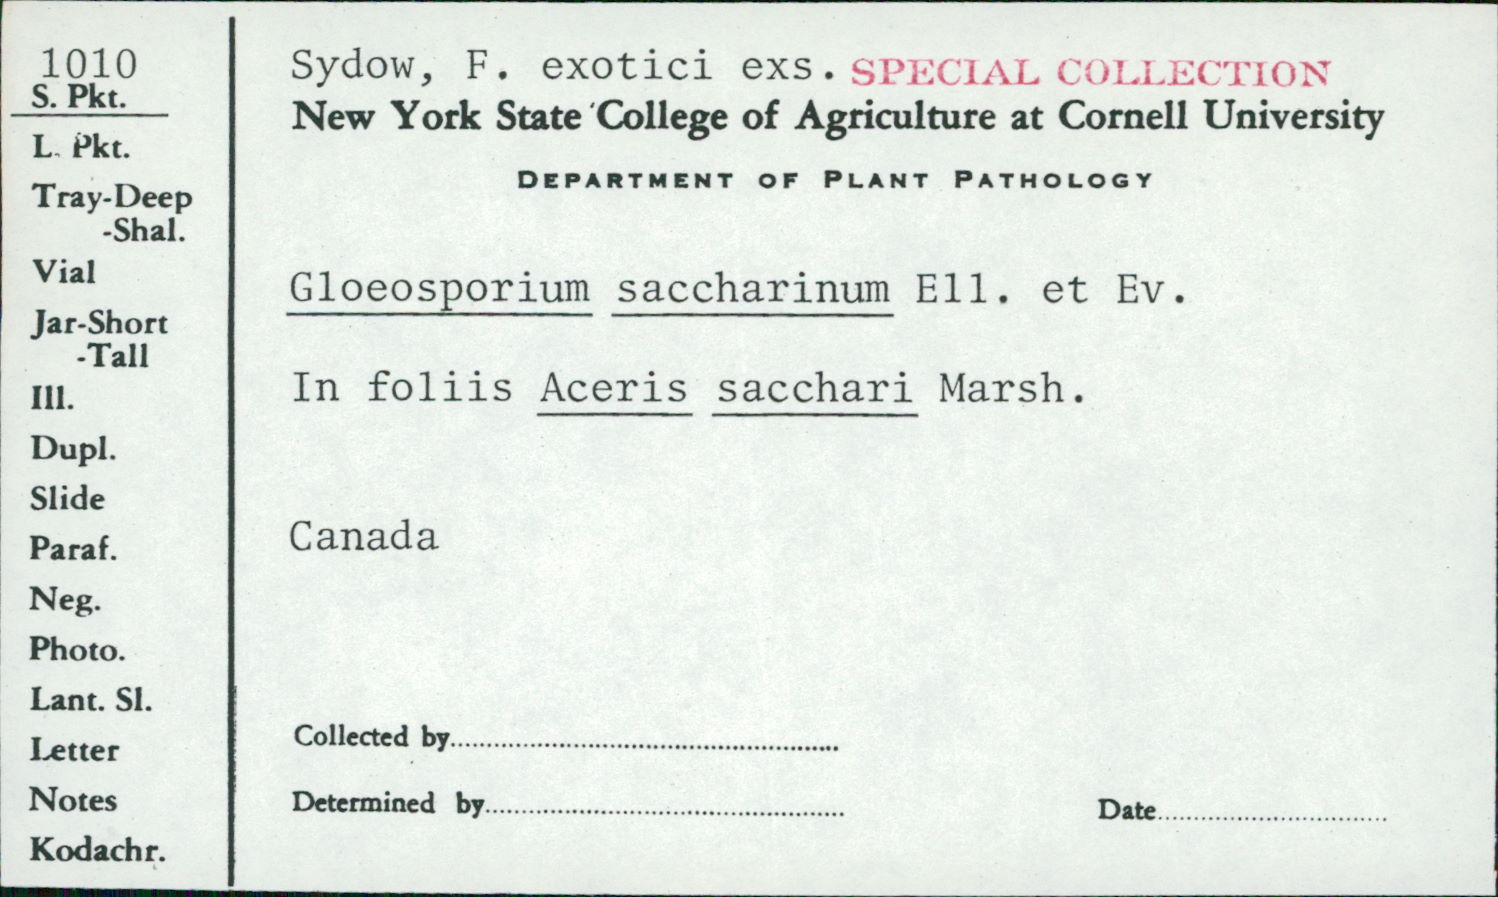 1010
S. Pkt.
L. Pkt.
Tray-Deep
-Shal.
Vial
Jar-Short
-Tall
Ill.
Dupl.
Slide
Paraf.
Neg.
Photo.
Lant. Sl.
Letter
Notes
Kodachr.
Sydow, F. exotici exs. SPECIAL COLLECTION
New York State College of Agriculture at Cornell University
DEPARTMENT OF PLANT PATHOLOGY
Gloeosporium saccharinum Ell. et Ev.
In foliis Aceris sacchari Marsh.
Canada
Collected by
Determined by
Date